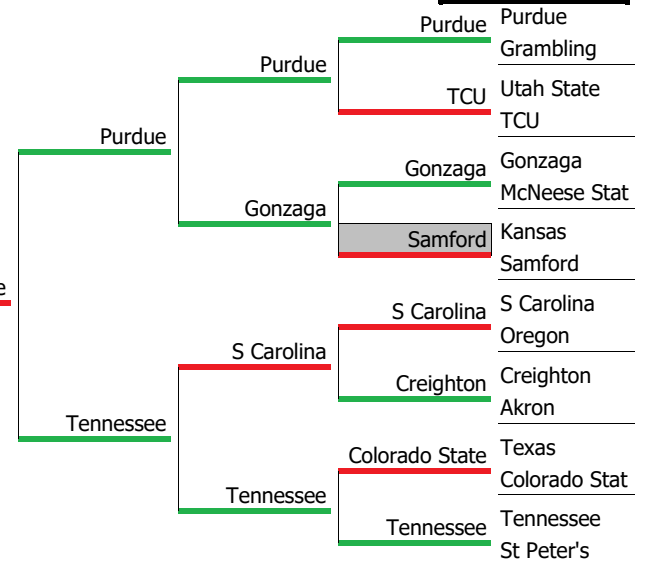 Purdue
Purdue
Grambling
Purdue
TCU
Utah State
TCU
Purdue
Gonzaga
Gonzaga
McNeese Stat
Gonzaga
Samford
Kansas
Samford
e
S Carolina
S Carolina
Oregon
S Carolina
Creighton
Creighton
Akron
Tennessee
Colorado State
Texas
Colorado Stat
Tennessee
Tennessee
Tennessee
St Peter's